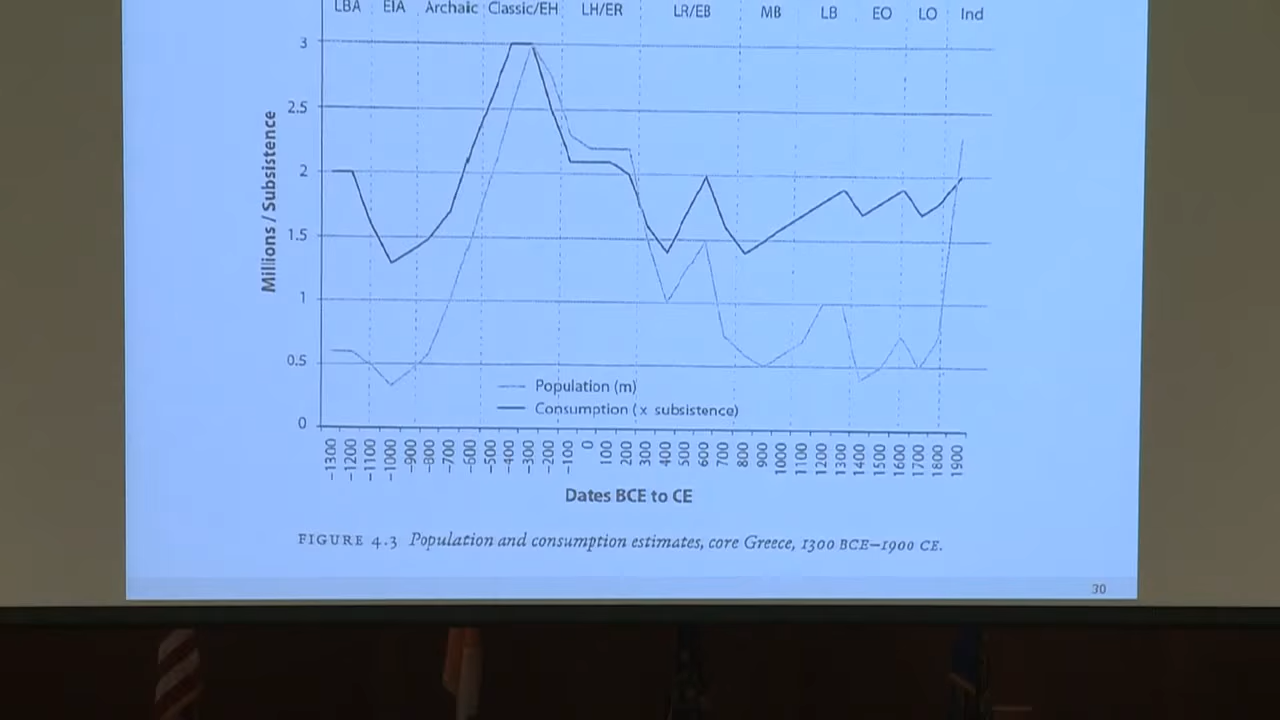 LBA EIA Archaic Classic/EH LH/ER LR/EB MB LB EO LO Ind
3
2.5
2
1.5
1
0.5
0
Millions / Subsistence
Population (m)
Consumption (x subsistence)
-1300 -1200 -1100 -1000 -900 -800 -700 -600 -500 -400 -300 -200 -100 0 100 200 300 400 500 600 700 800 900 1000 1100 1200 1300 1400 1500 1600 1700 1800 1900
Dates BCE to CE
FIGURE 4.3 Population and consumption estimates, core Greece, 1300 BCE–1900 CE.
30